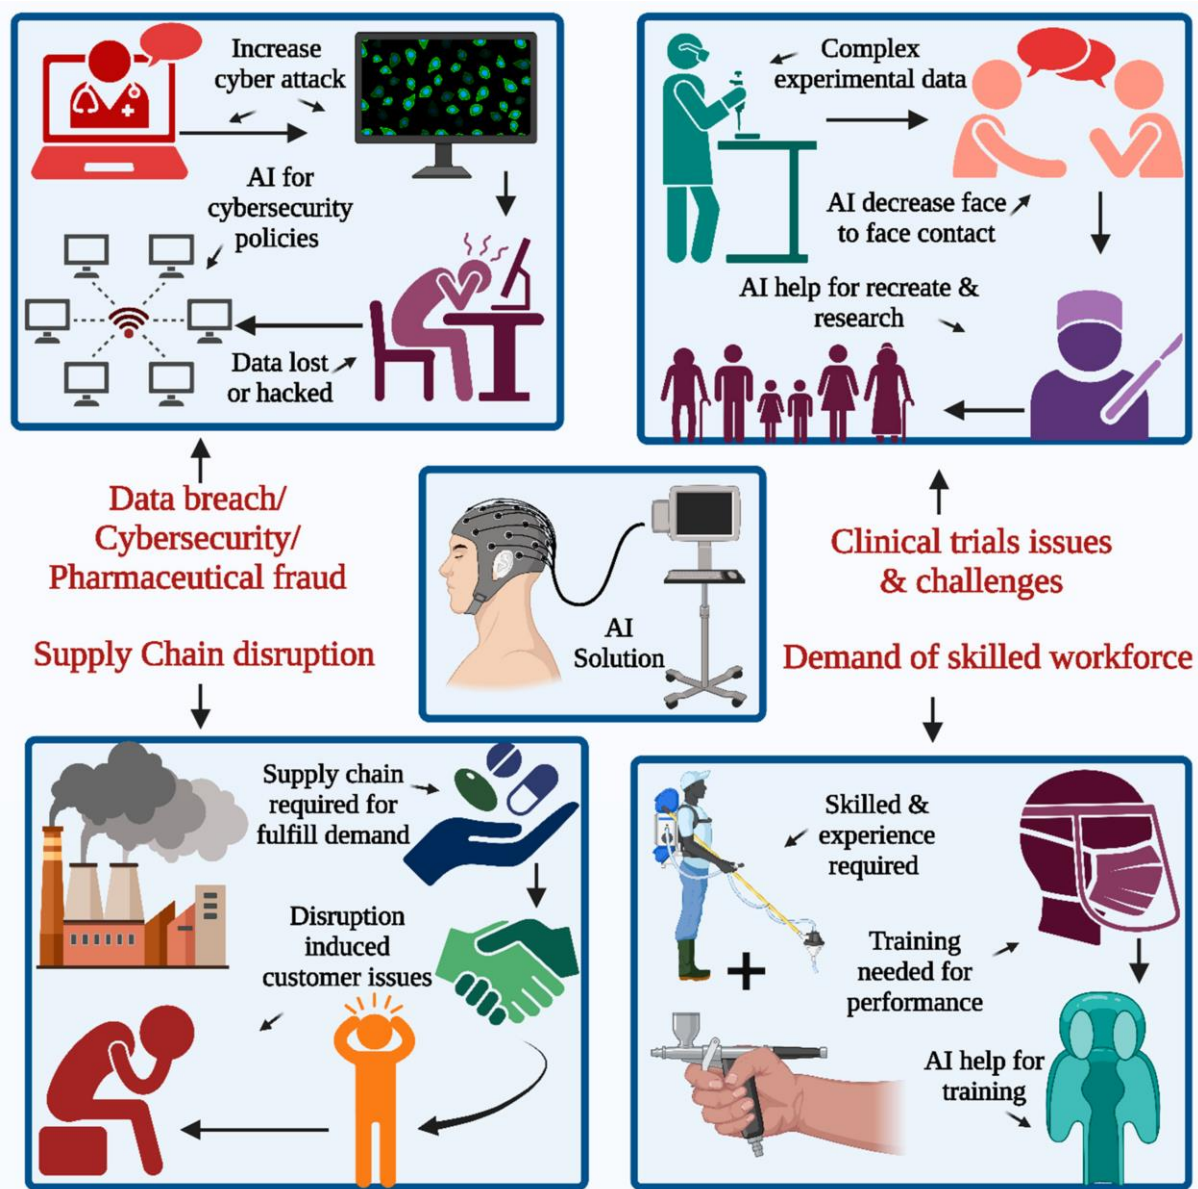 Increase
cyber attack
AI for
cybersecurity
policies
Data lost
or hacked
Complex
experimental data
AI decrease face
to face contact
AI help for recreate &
research
Data breach/
Cybersecurity/
Pharmaceutical fraud
Clinical trials issues
& challenges
AI
Solution
Supply Chain disruption
Demand of skilled workforce
Supply chain
required for
fulfill demand
Disruption
induced
customer issues
Skilled &
experience
required
Training
needed for
performance
AI help for
training